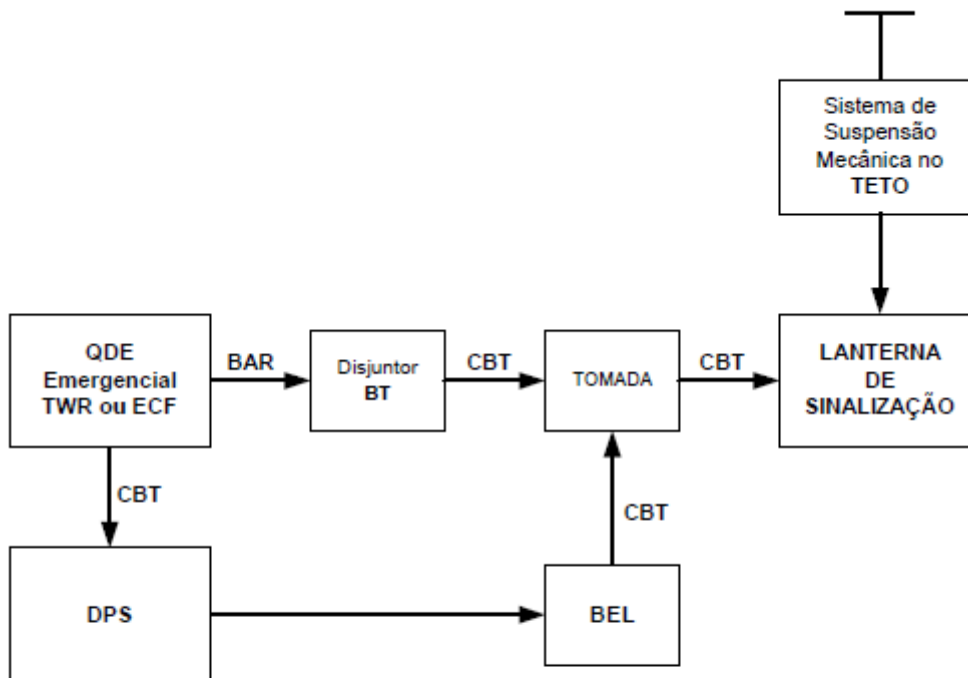 Sistema de
Suspensão
Mecânica no
TETO
QDE
Emergencial
TWR ou ECF
BAR
Disjuntor
BT
CBT
TOMADA
CBT
LANTERNA
DE
SINALIZAÇÃO
CBT
CBT
DPS
BEL